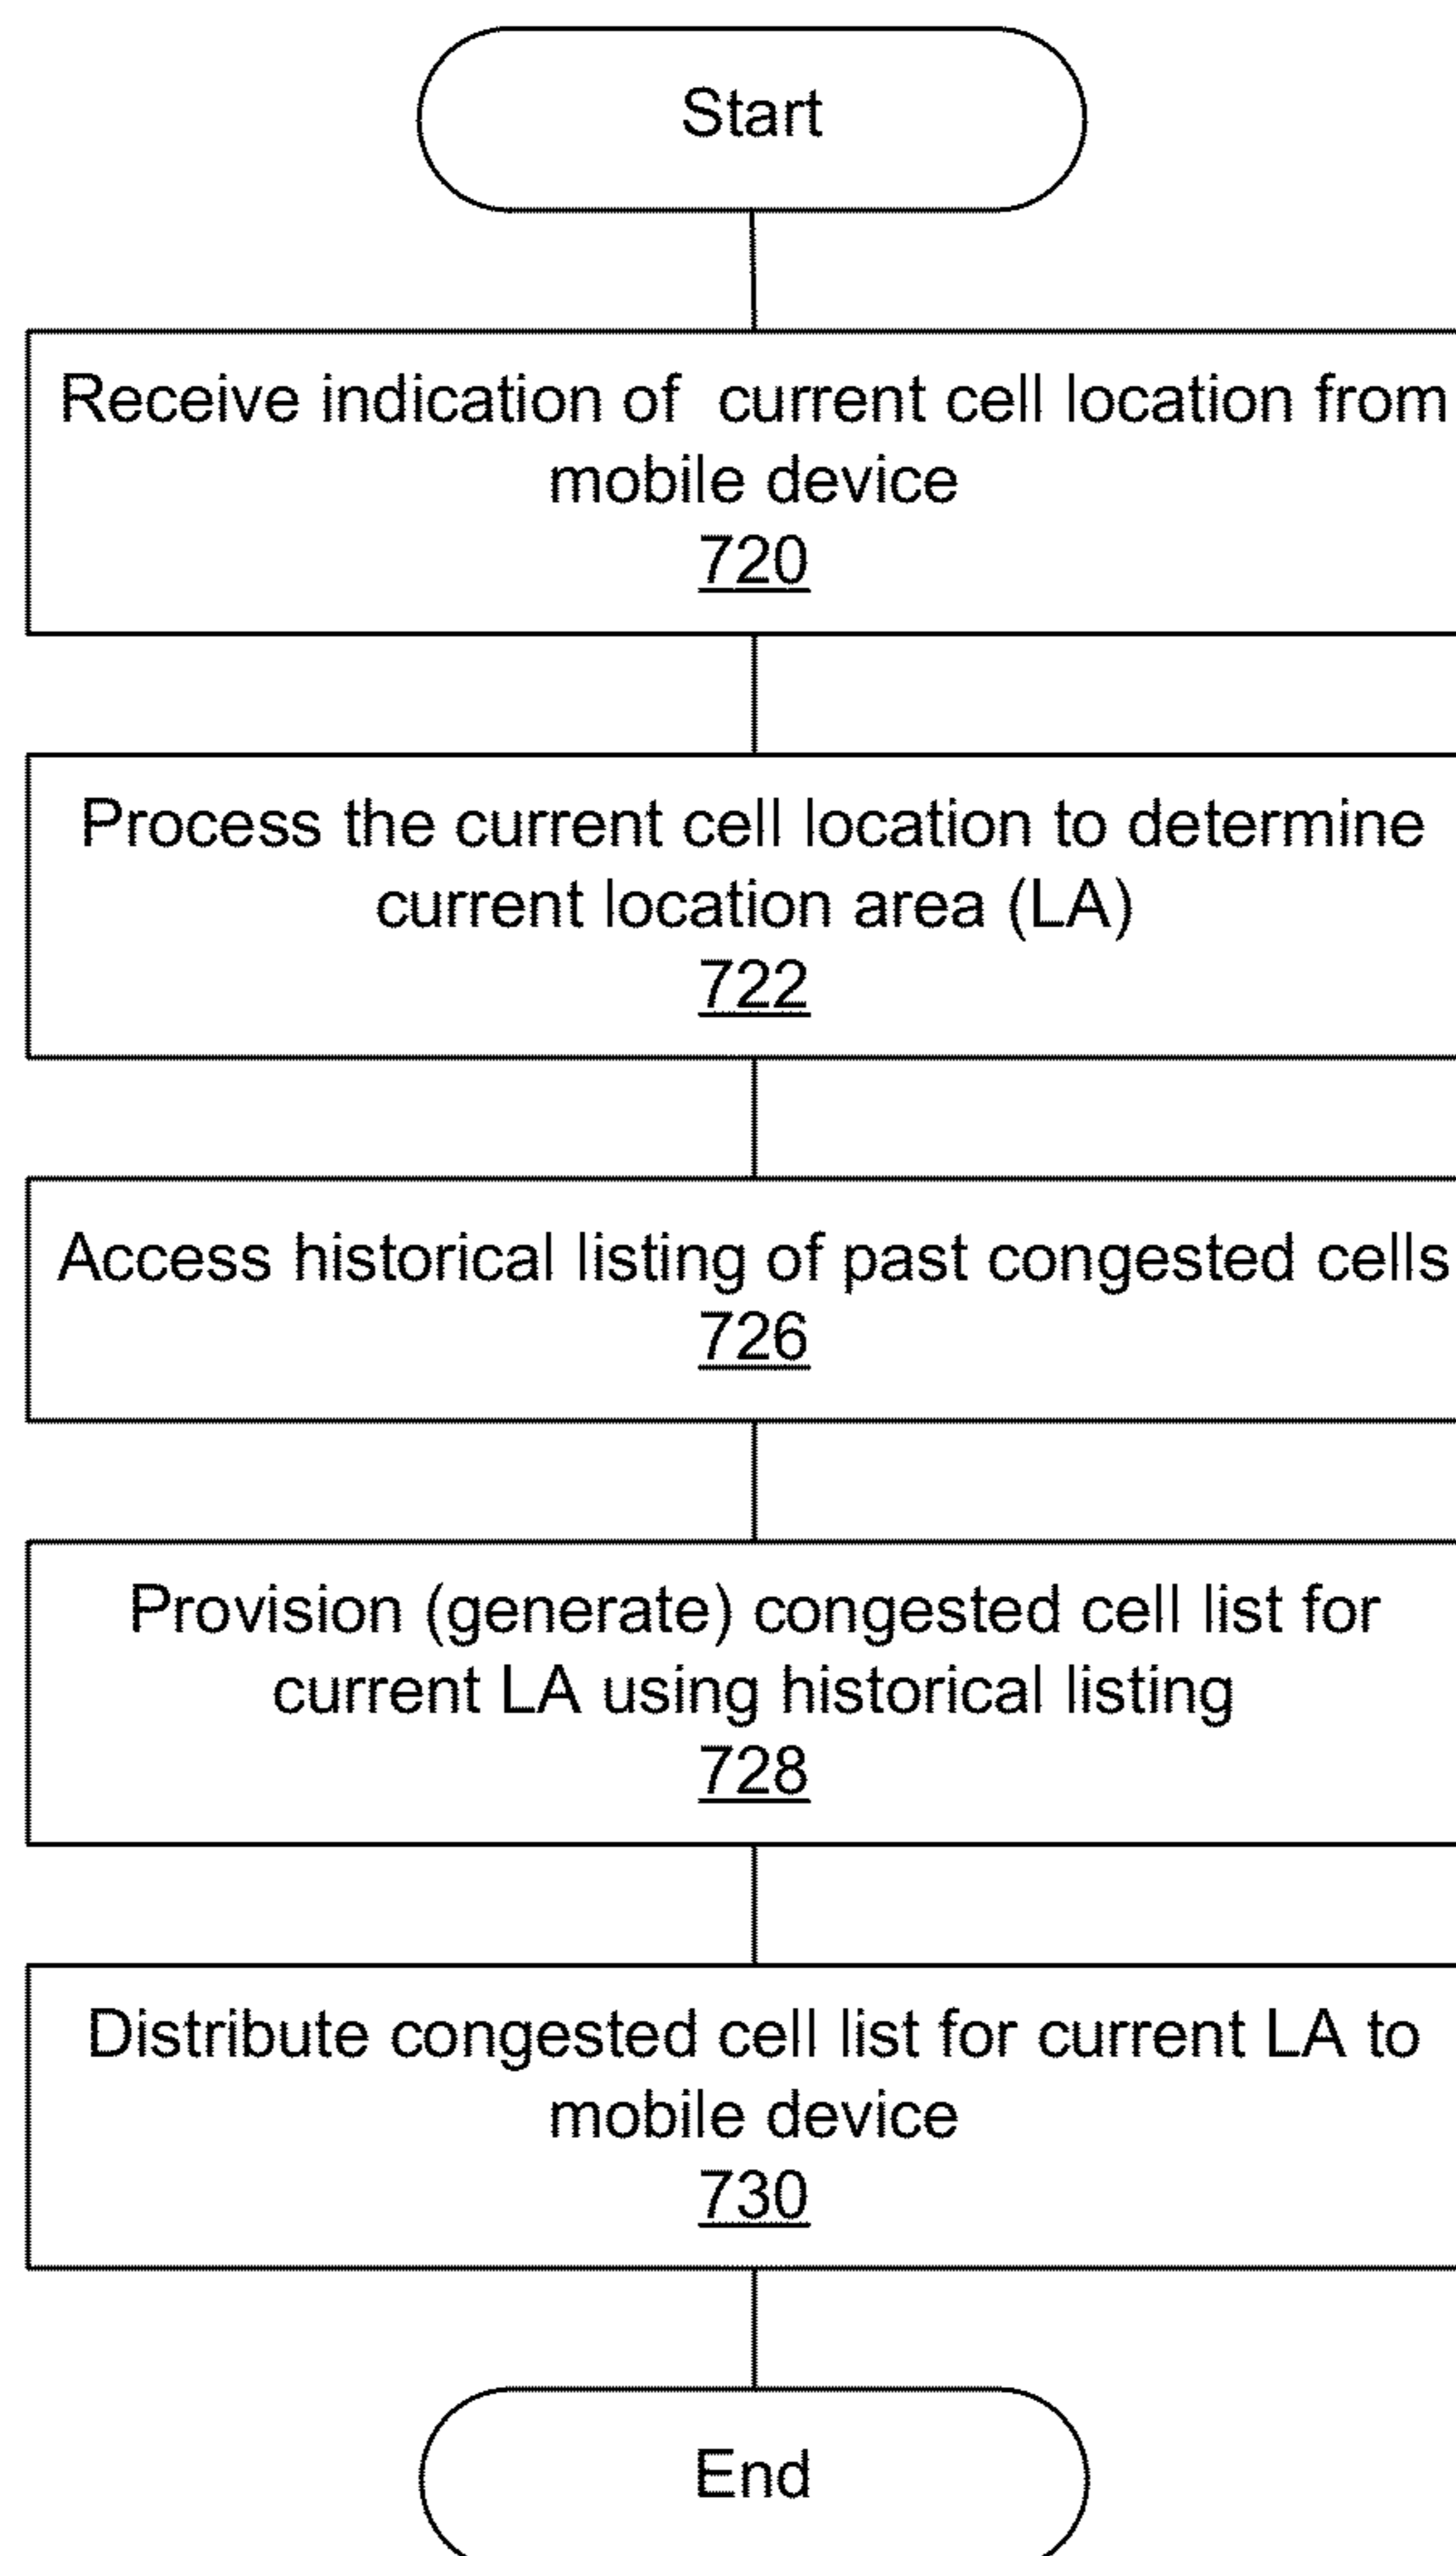 Start
Receive indication of current cell location from
mobile device
720
Process the current cell location to determine
current location area (LA)
722
Access historical listing of past congested cells
726
Provision (generate) congested cell list for
current LA using historical listing
728
Distribute congested cell list for current LA to
mobile device
730
End